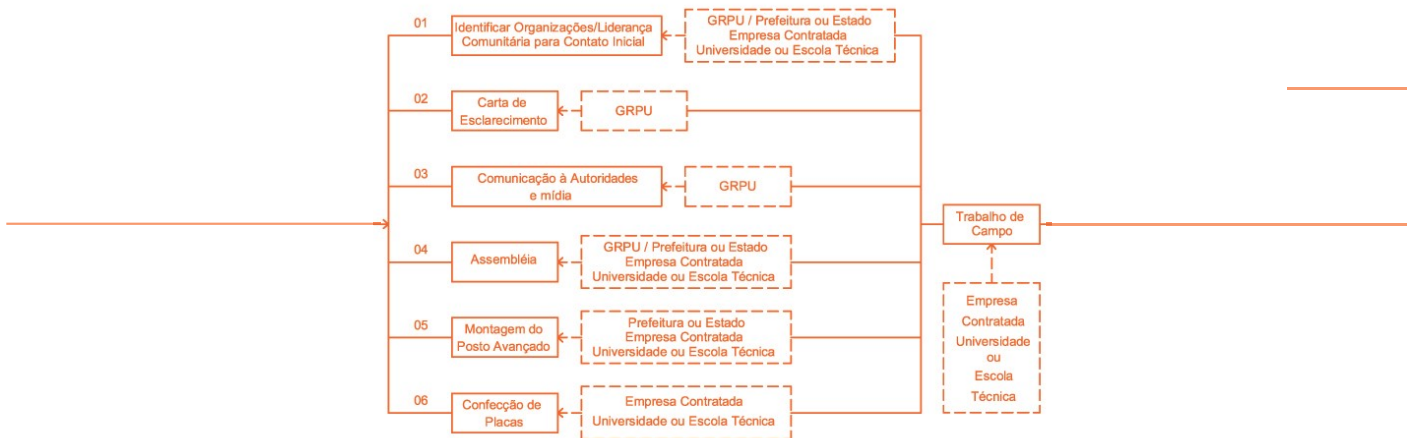 01
Identificar Organizações/Liderança
Comunitária para Contato Inicial
GRPU / Prefeitura ou Estado
Empresa Contratada
Universidade ou Escola Técnica
02
Carta de
Esclarecimento
GRPU
03
Comunicação à Autoridades
e mídia
GRPU
Trabalho de
Campo
04
Assembléia
GRPU / Prefeitura ou Estado
Empresa Contratada
Universidade ou Escola Técnica
05
Montagem do
Posto Avançado
Prefeitura ou Estado
Empresa Contratada
Universidade ou Escola Técnica
Empresa
Contratada
Universidade
ou
Escola
Técnica
06
Confecção de
Placas
Empresa Contratada
Universidade ou Escola Técnica